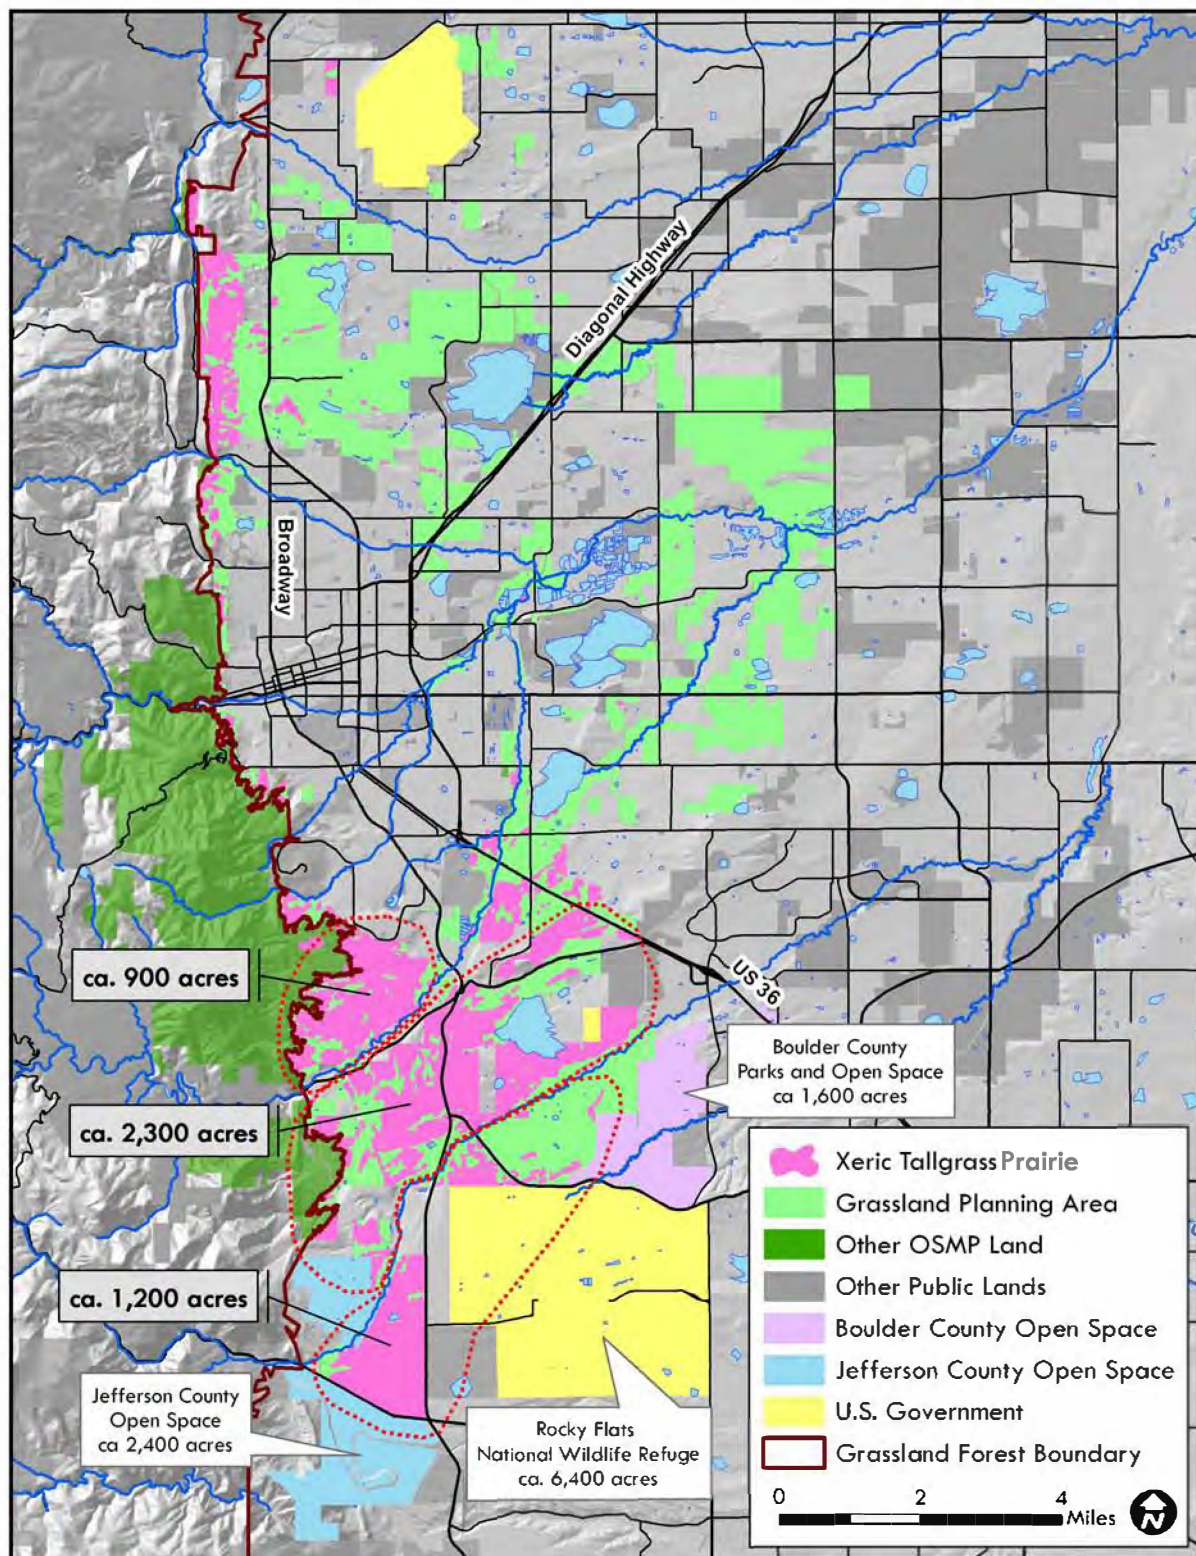 Diagonal Highway
Broadway
US 36
ca. 900 acres
ca. 2,300 acres
ca. 1,200 acres
Boulder County
Parks and Open Space
ca 1,600 acres
Jefferson County
Open Space
ca 2,400 acres
Rocky Flats
National Wildlife Refuge
ca. 6,400 acres
Xeric Tallgrass Prairie
Grassland Planning Area
Other OSMP Land
Other Public Lands
Boulder County Open Space
Jefferson County Open Space
U.S. Government
Grassland Forest Boundary
0 2 4
Miles
N